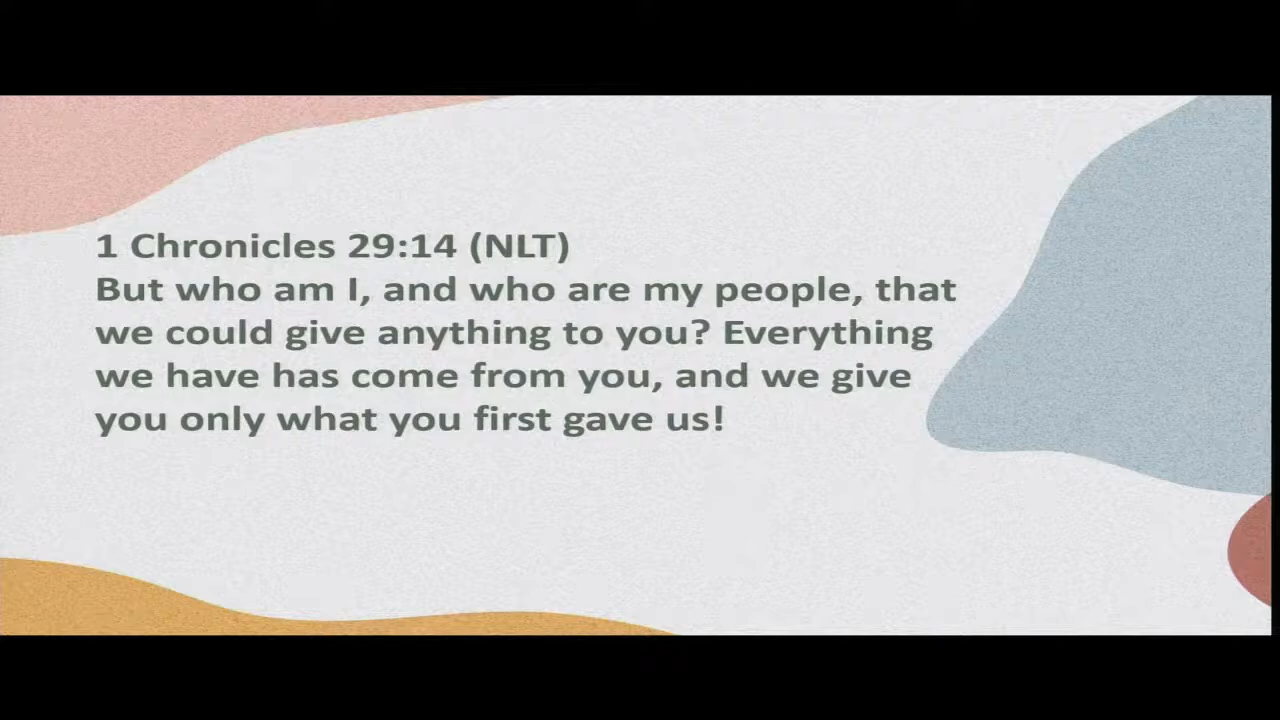 1 Chronicles 29:14 (NLT)
But who am I, and who are my people, that
we could give anything to you? Everything
we have has come from you, and we give
you only what you first gave us!